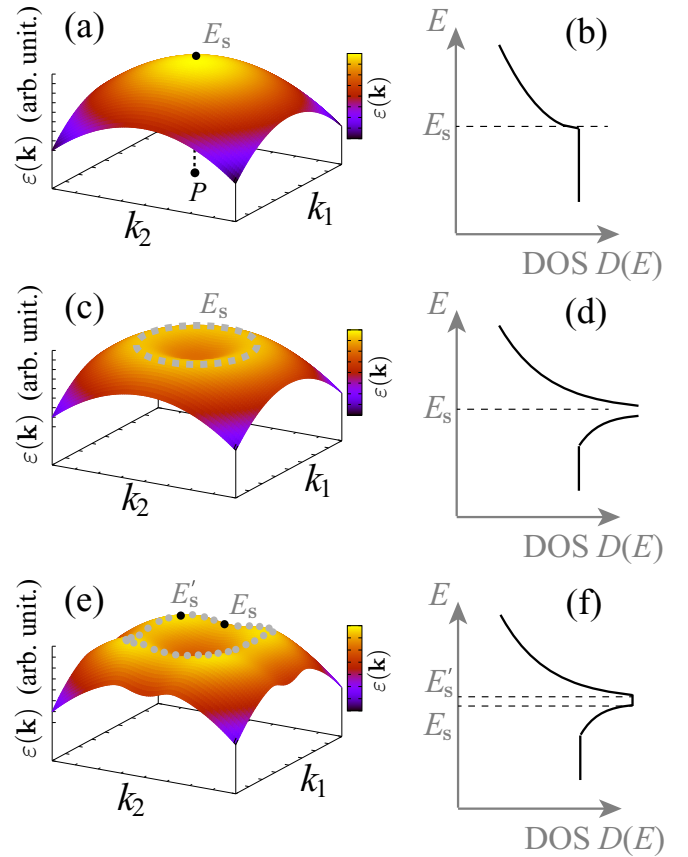 (a)
E_s
ε(k) (arb. unit.)
ε(k)
P
k_2
k_1
(b)
E
E_s
DOS D(E)
(c)
E_s
ε(k) (arb. unit.)
ε(k)
k_2
k_1
(d)
E
E_s
DOS D(E)
(e)
E′_s
E_s
ε(k) (arb. unit.)
ε(k)
k_2
k_1
(f)
E
E′_s
E_s
DOS D(E)